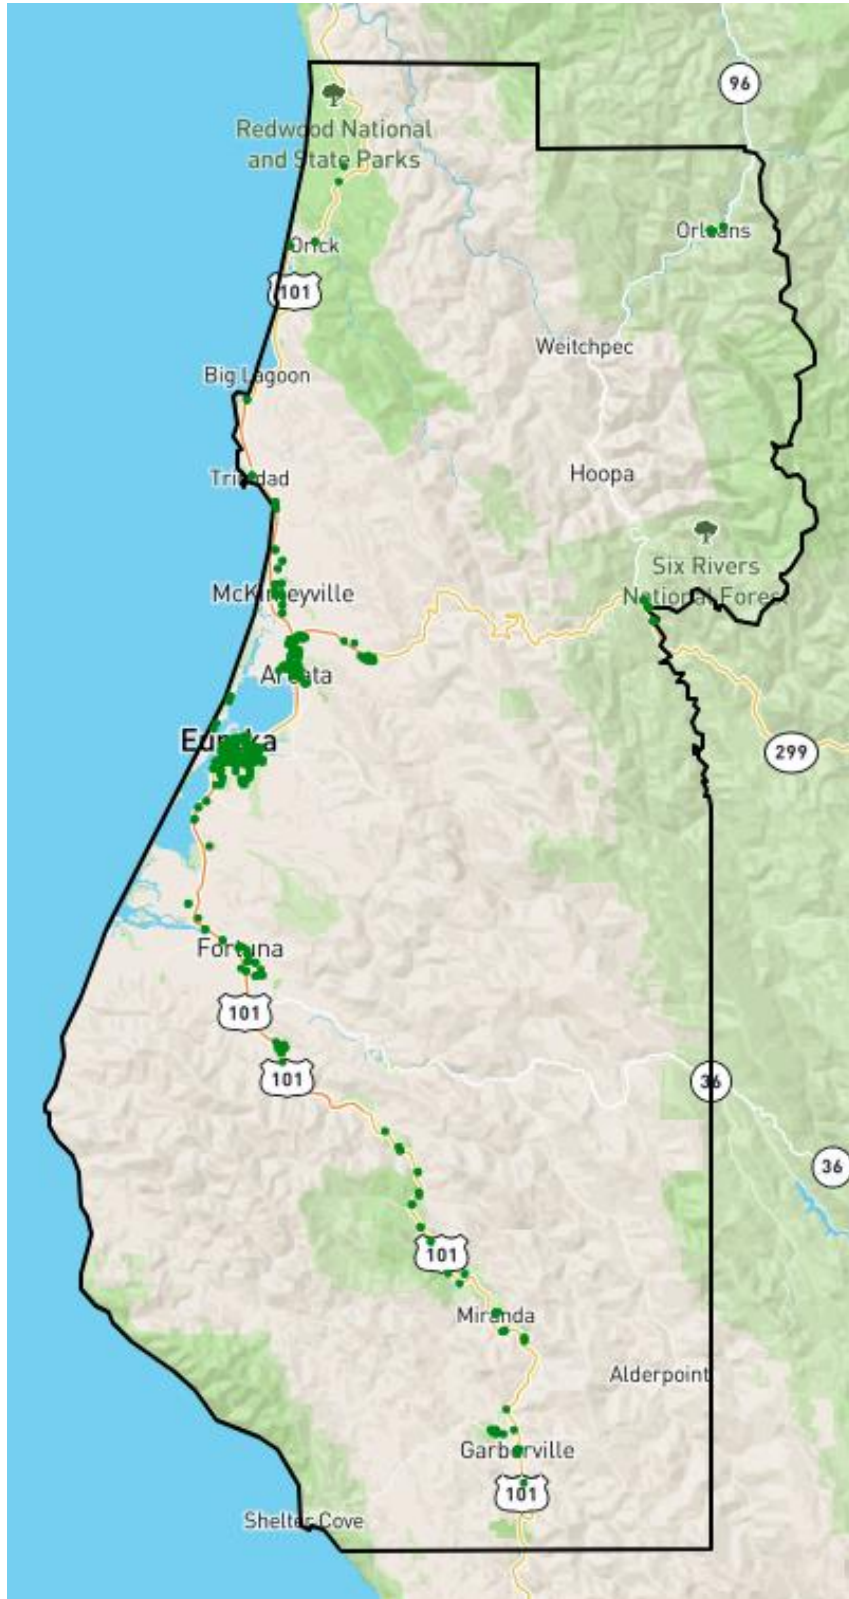 96
Redwood National
and State Parks
Orleans
Orick
101
Weitchpec
Big Lagoon
Hoopa
Trinidad
Six Rivers
National Forest
McKinleyville
Arcata
Eureka
299
Fortuna
101
101
36
36
101
Miranda
Alderpoint
Garberville
101
Shelter Cove